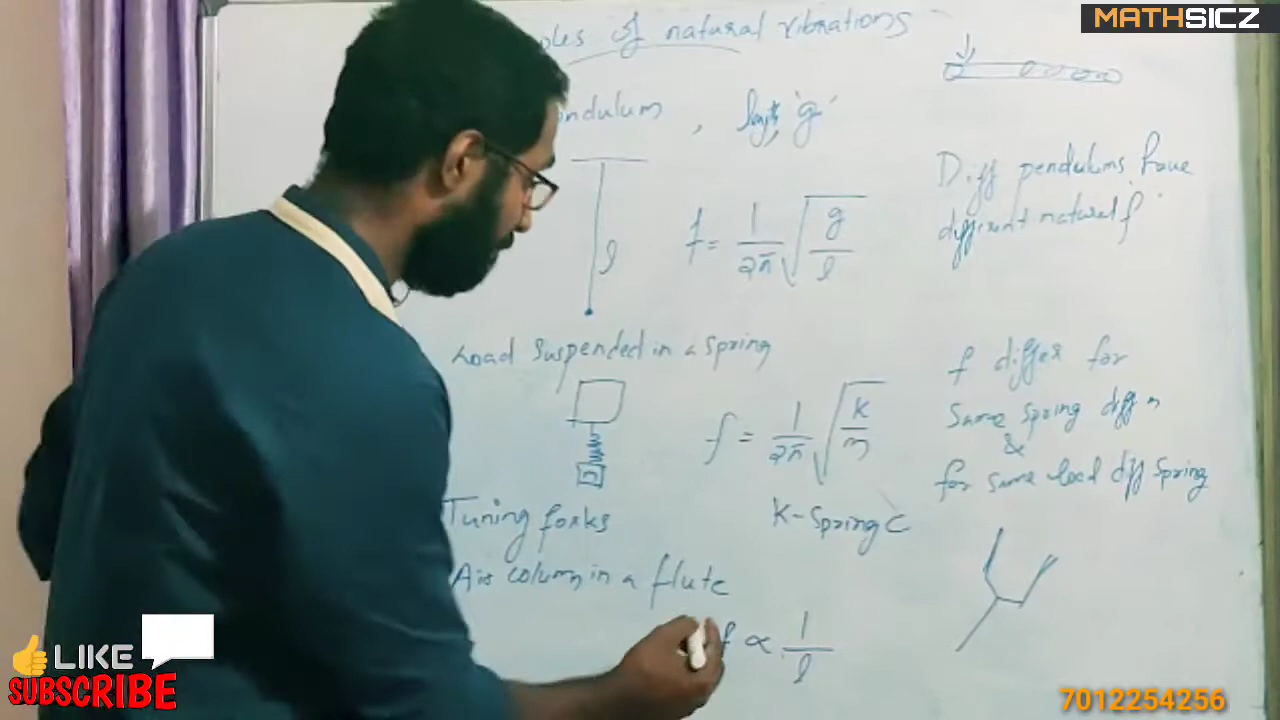 MATHSICZ
of natural vibrations
ndulum, 'g'
l
f = 1/2π √g/l
Diff pendulums have
different natural f
Load suspended in a spring
f = 1/2π √k/m
f differ for
same spring diff m
&
for same load diff spring
Tuning forks
K-Spring C
Air column in a flute
f ∝ 1/l
LIKE
SUBSCRIBE
7012254256